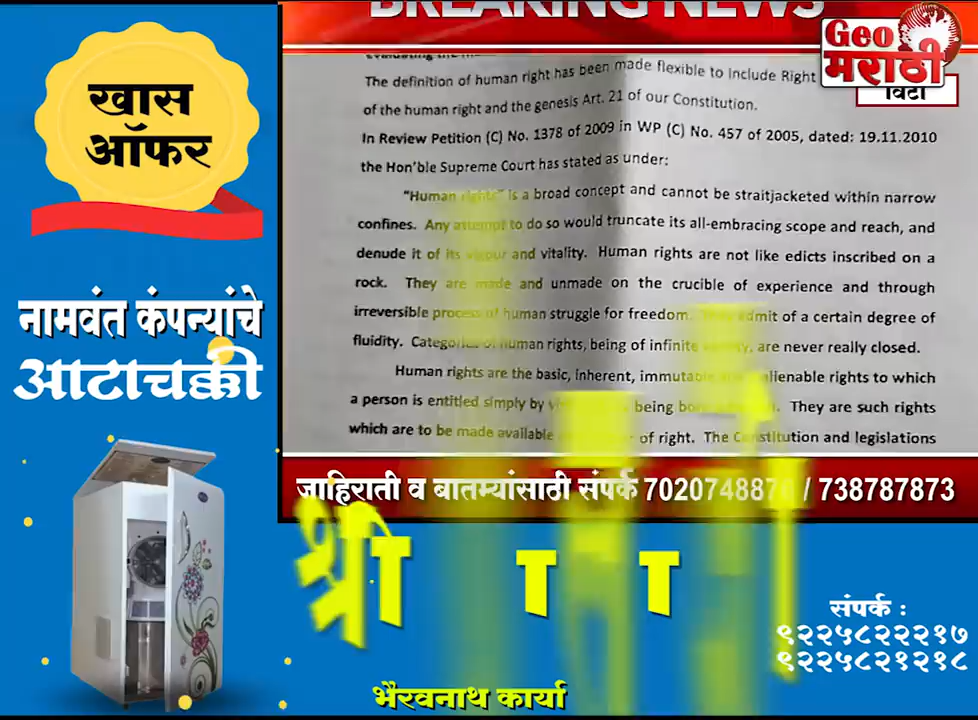 BREAKING NEWS
Geo
मराठी
विटा
खास
ऑफर
नामवंत कंपन्यांचे
आटाचक्की
The definition of human right has been made flexible to include Right
of the human right and the genesis Art. 21 of our Constitution.
In Review Petition (C) No. 1378 of 2009 in WP (C) No. 457 of 2005, dated: 19.11.2010
the Hon'ble Supreme Court has stated as under:
"Human rights" is a broad concept and cannot be straitjacketed within narrow
confines. Any attempt to do so would truncate its all-embracing scope and reach, and
denude it of its vigour and vitality. Human rights are not like edicts inscribed on a
rock. They are made and unmade on the crucible of experience and through
irreversible process of human struggle for freedom. They admit of a certain degree of
fluidity. Categories of human rights, being of infinite variety, are never really closed.
Human rights are the basic, inherent, immutable and inalienable rights to which
a person is entitled simply by being born. They are such rights
which are to be made available of right. The Constitution and legislations
जाहिराती व बातम्यांसाठी संपर्क 702074887 / 738787873
श्री
संपर्क :
९२२५८२२२१७
९२२५८२१२१८
भैरवनाथ कार्या